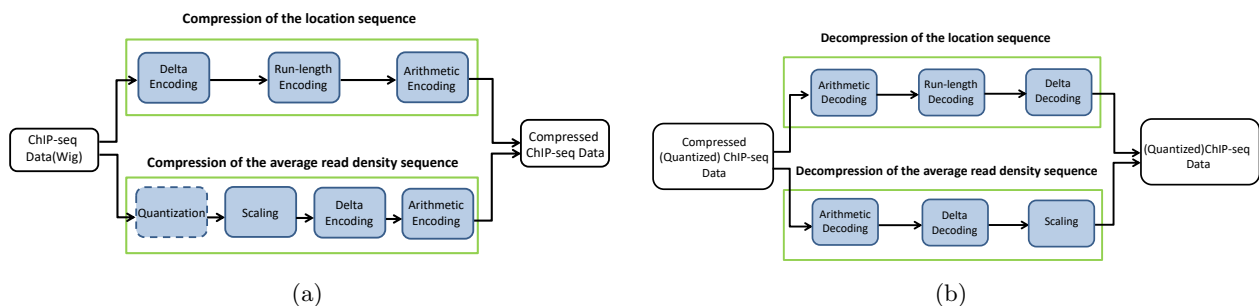 Compression of the location sequence
Delta
Encoding
Run-length
Encoding
Arithmetic
Encoding
ChIP-seq
Data(Wig)
Compressed
ChIP-seq Data
Compression of the average read density sequence
Quantization
Scaling
Delta
Encoding
Arithmetic
Encoding
(a)
Decompression of the location sequence
Arithmetic
Decoding
Run-length
Decoding
Delta
Decoding
Compressed
(Quantized) ChIP-seq
Data
(Quantized)ChIP-seq
Data
Decompression of the average read density sequence
Arithmetic
Decoding
Delta
Decoding
Scaling
(b)